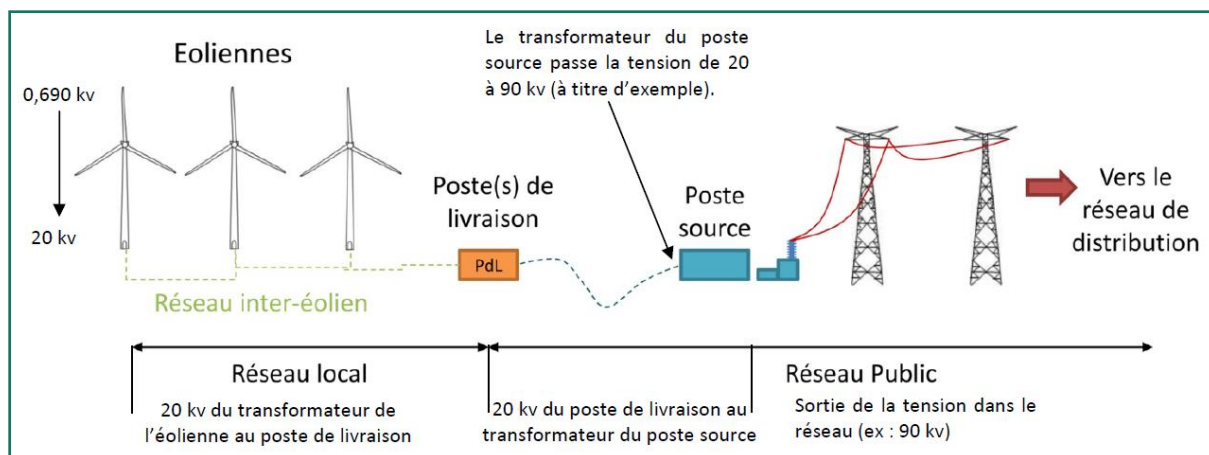 Eoliennes
0,690 kv
20 kv
Le transformateur du poste
source passe la tension de 20
à 90 kv (à titre d'exemple).
Poste(s) de
livraison
PdL
Poste
source
Vers le
réseau de
distribution
Réseau inter-éolien
Réseau local
20 kv du transformateur de
l'éolienne au poste de livraison
20 kv du poste de livraison au
transformateur du poste source
Réseau Public
Sortie de la tension dans le
réseau (ex : 90 kv)